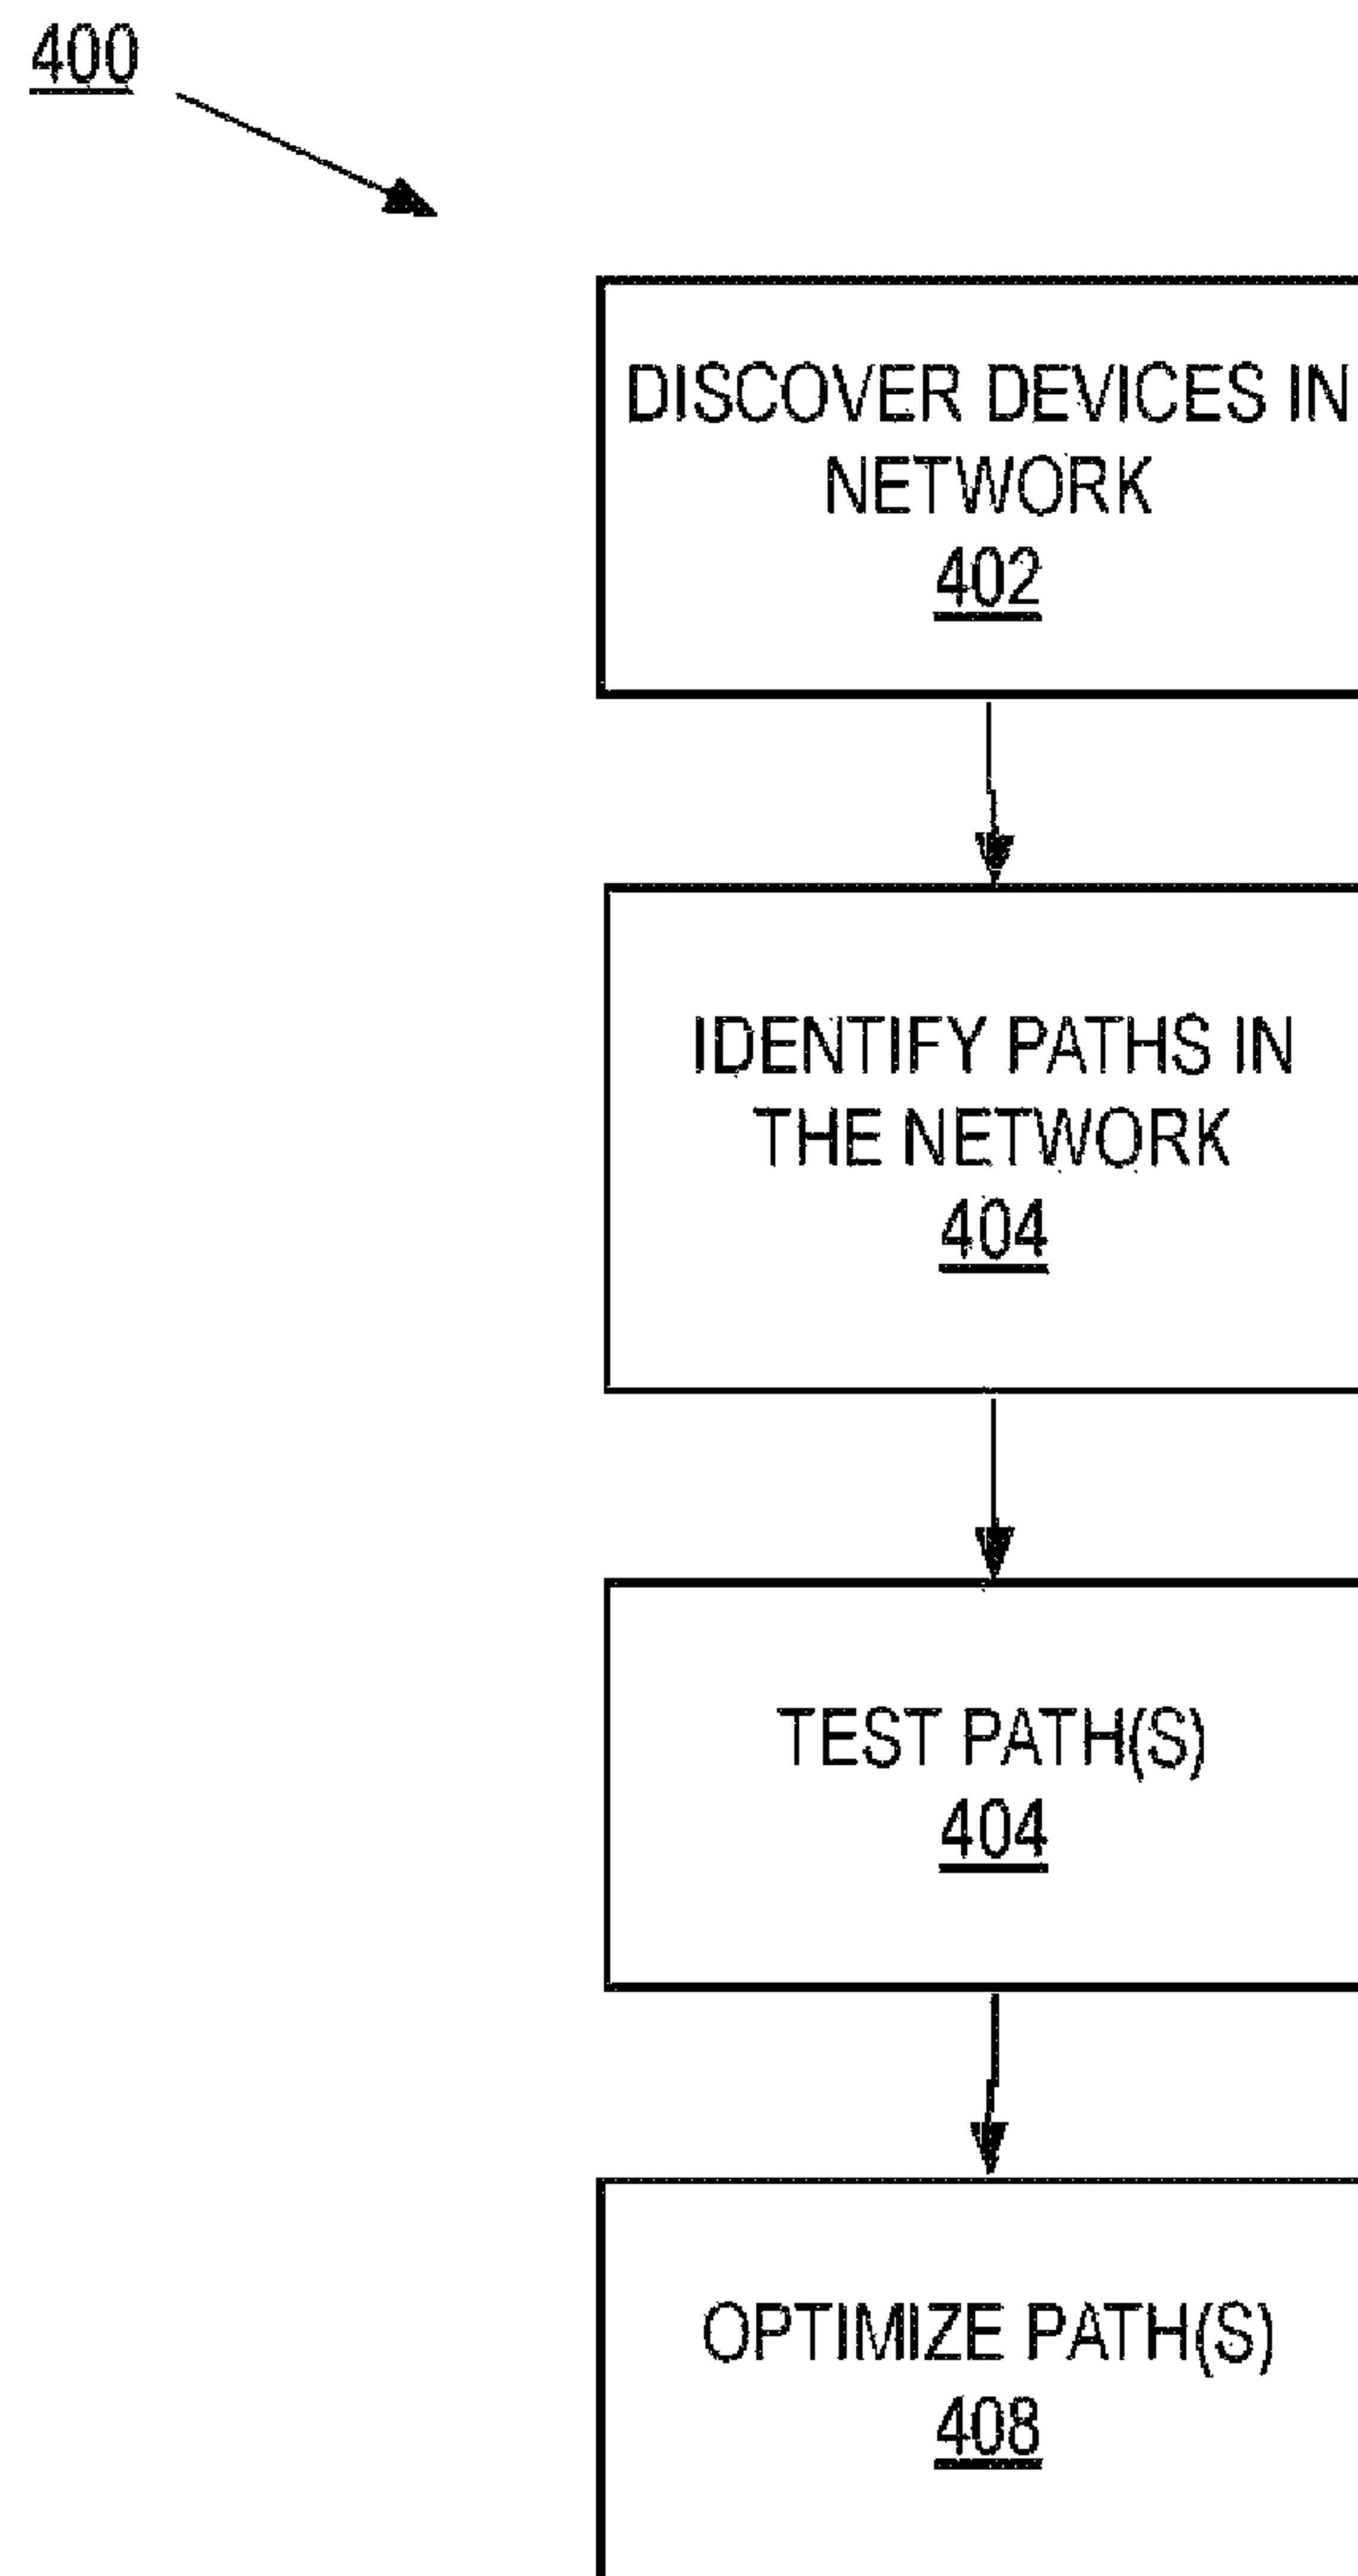 400
DISCOVER DEVICES IN
NETWORK
402
IDENTIFY PATHS IN
THE NETWORK
404
TEST PATH(S)
404
OPTIMIZE PATH(S)
408